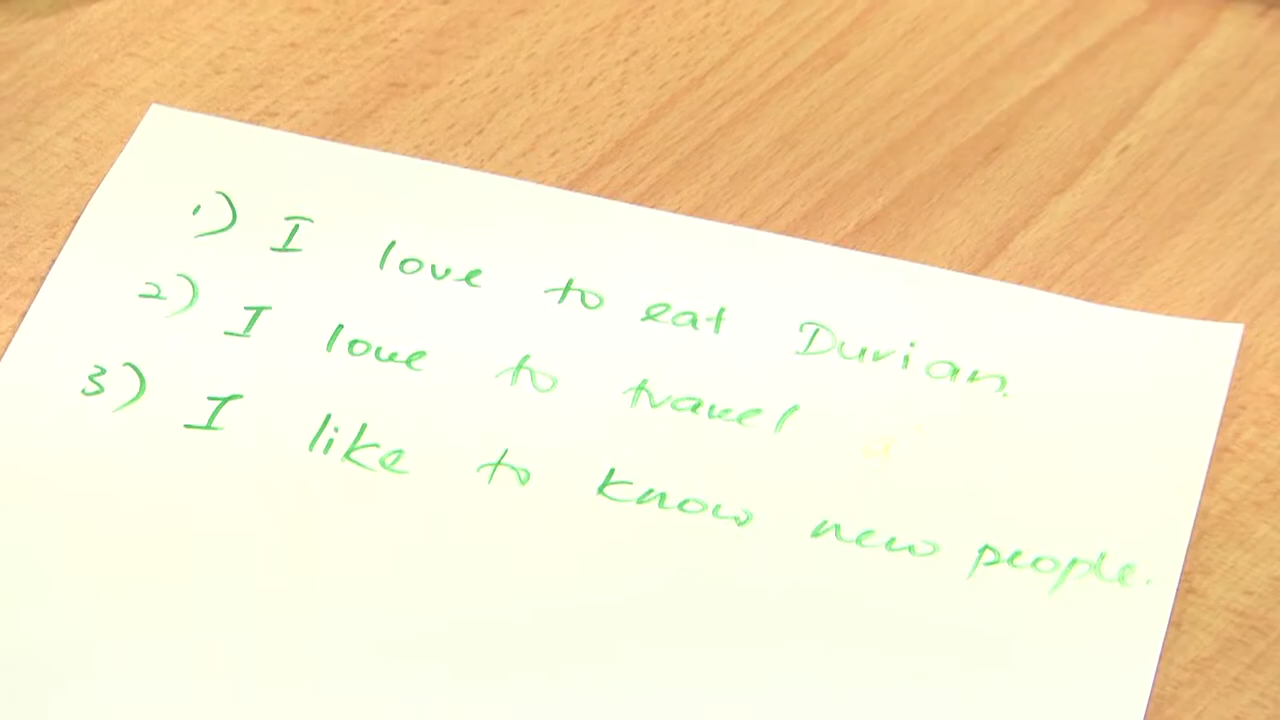 1) I love to eat Durian.
2) I love to travel
3) I like to know new people.